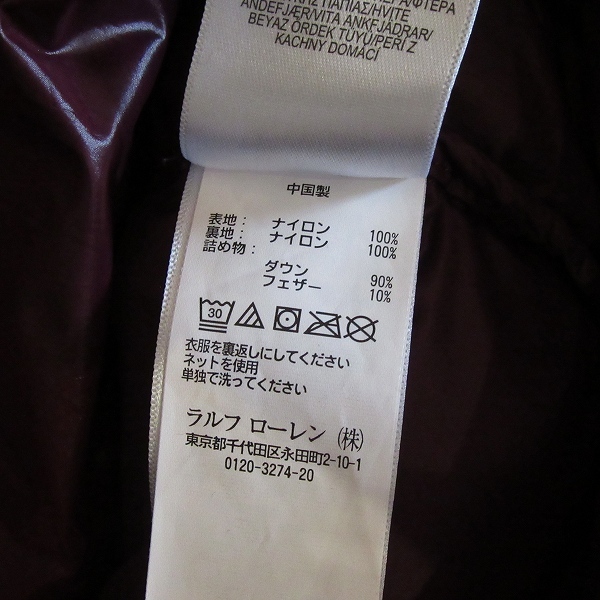 ANDEFJÆR/VITA ANKFJÄDRAR/
BEYAZ ÖRDEK TÜYÜ/PERÍ Z
KACHNY DOMÁCÍ
中国製
表地: ナイロン 100%
裏地: ナイロン 100%
詰め物:
ダウン 90%
フェザー 10%
30
衣服を裏返しにしてください
ネットを使用
単独で洗ってください
ラルフ ローレン (株)
東京都千代田区永田町2-10-1
0120-3274-20